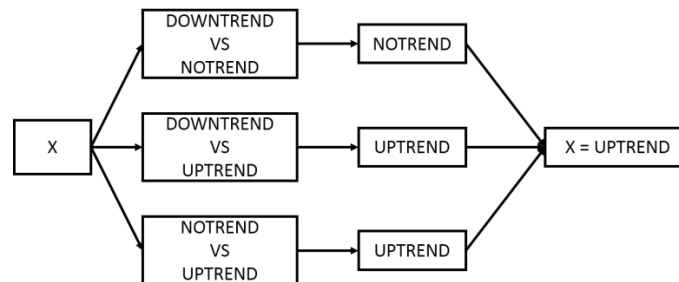 DOWNTREND
VS
NOTREND
NOTREND
X
DOWNTREND
VS
UPTREND
UPTREND
X = UPTREND
NOTREND
VS
UPTREND
UPTREND